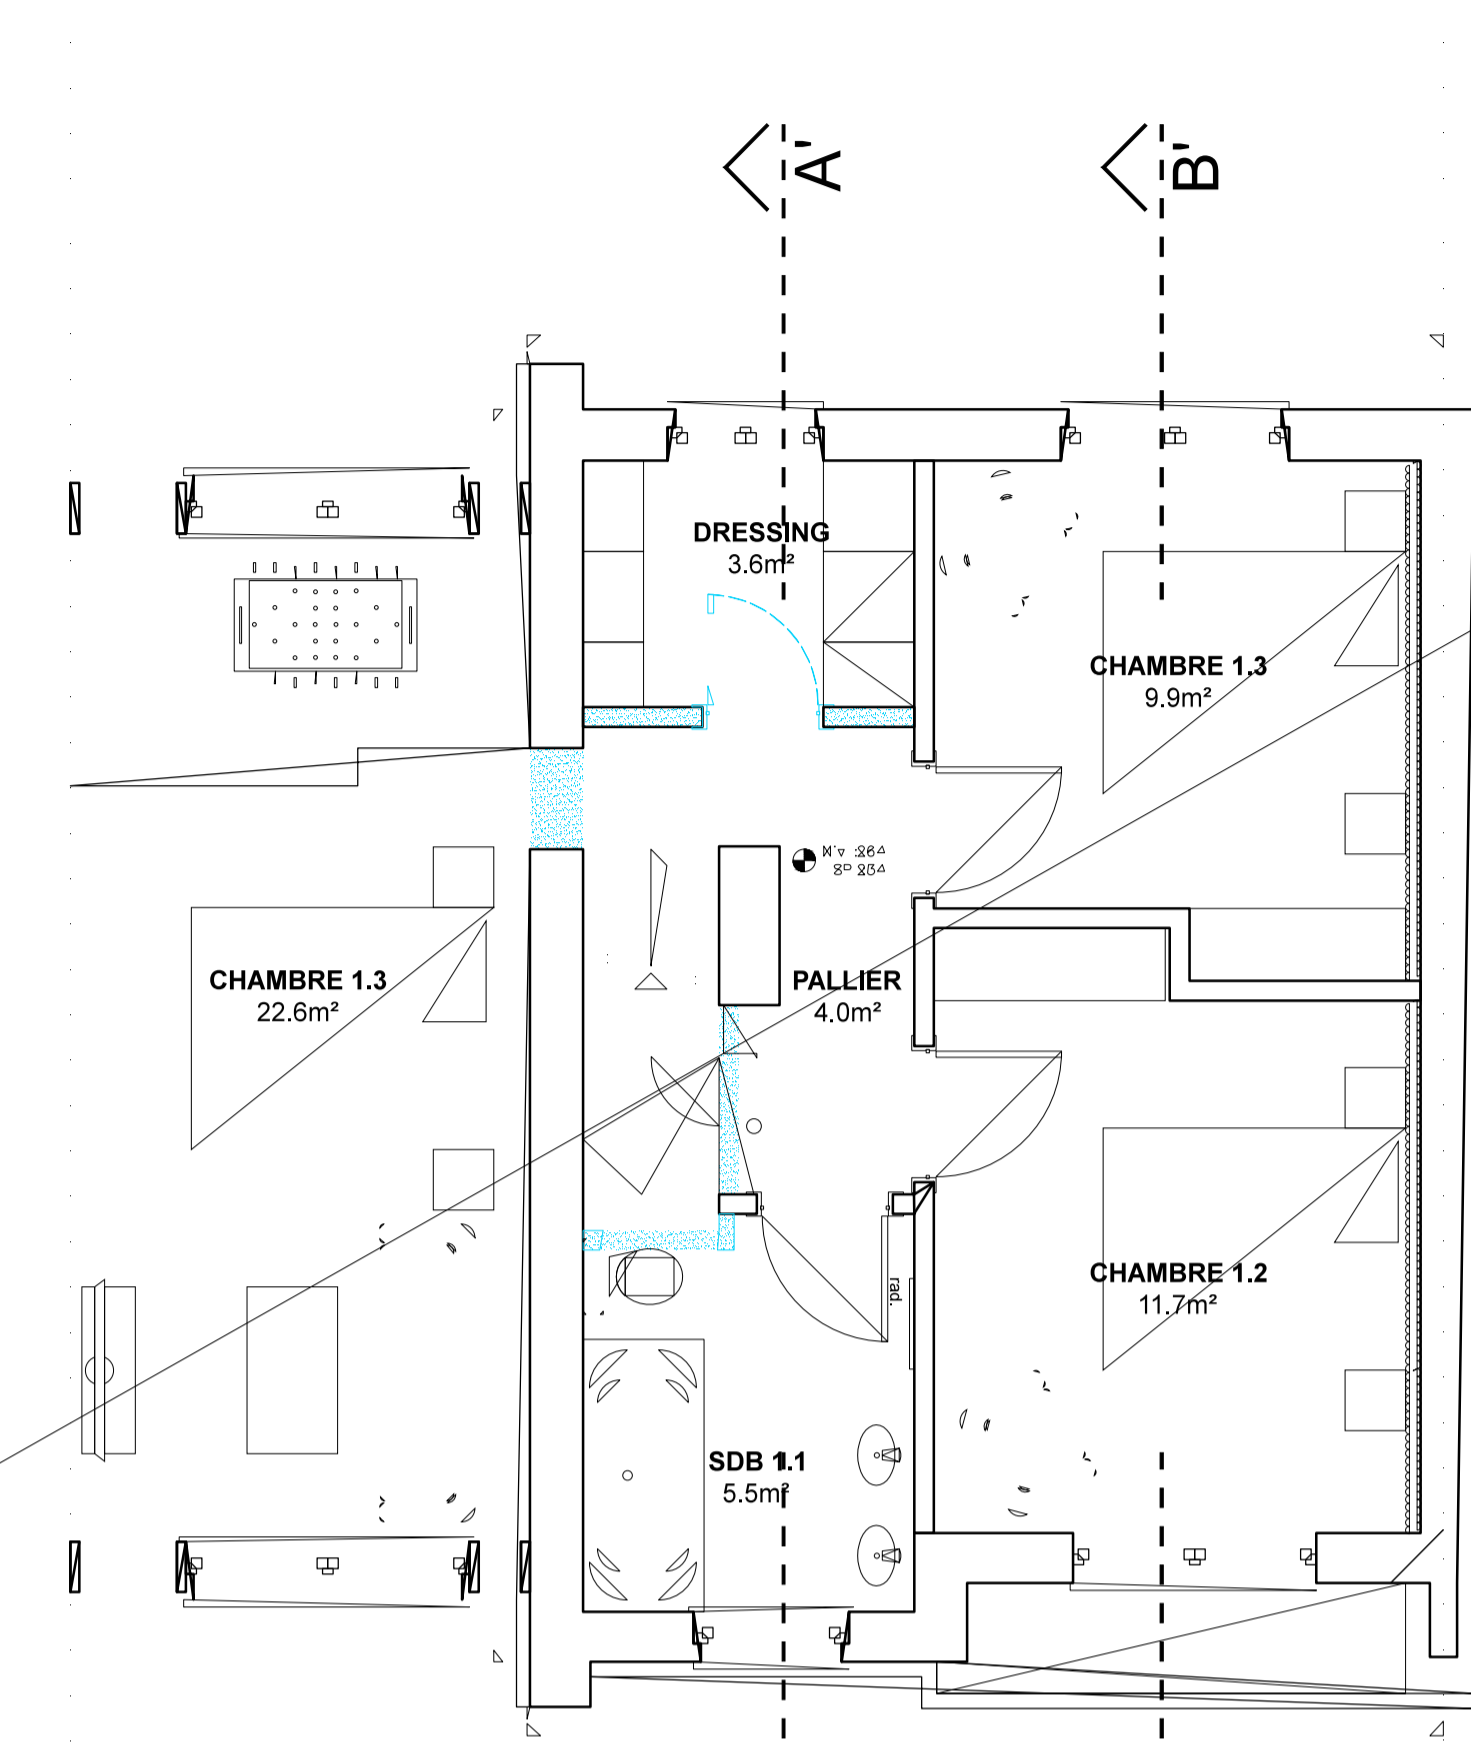 A'
B'
DRESSING
3.6m²
CHAMBRE 1.3
9.9m²
CHAMBRE 1.3
22.6m²
PALLIER
4.0m²
CHAMBRE 1.2
11.7m²
rad.
SDB 1.1
5.5m²